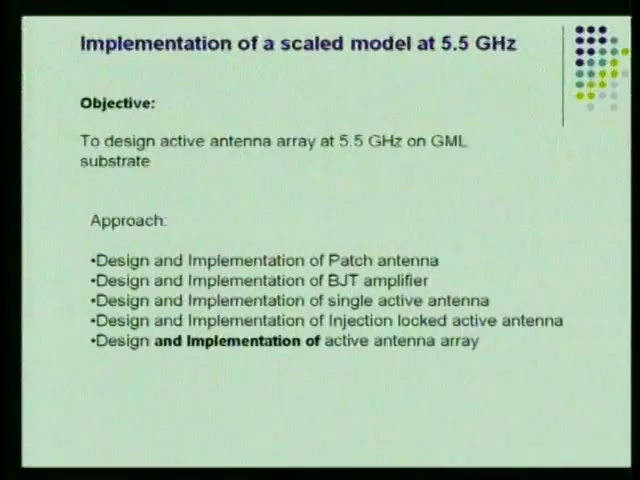 Implementation of a scaled model at 5.5 GHz
Objective:
To design active antenna array at 5.5 GHz on GML
substrate
Approach:
•Design and Implementation of Patch antenna
•Design and Implementation of BJT amplifier
•Design and Implementation of single active antenna
•Design and Implementation of Injection locked active antenna
•Design and Implementation of active antenna array